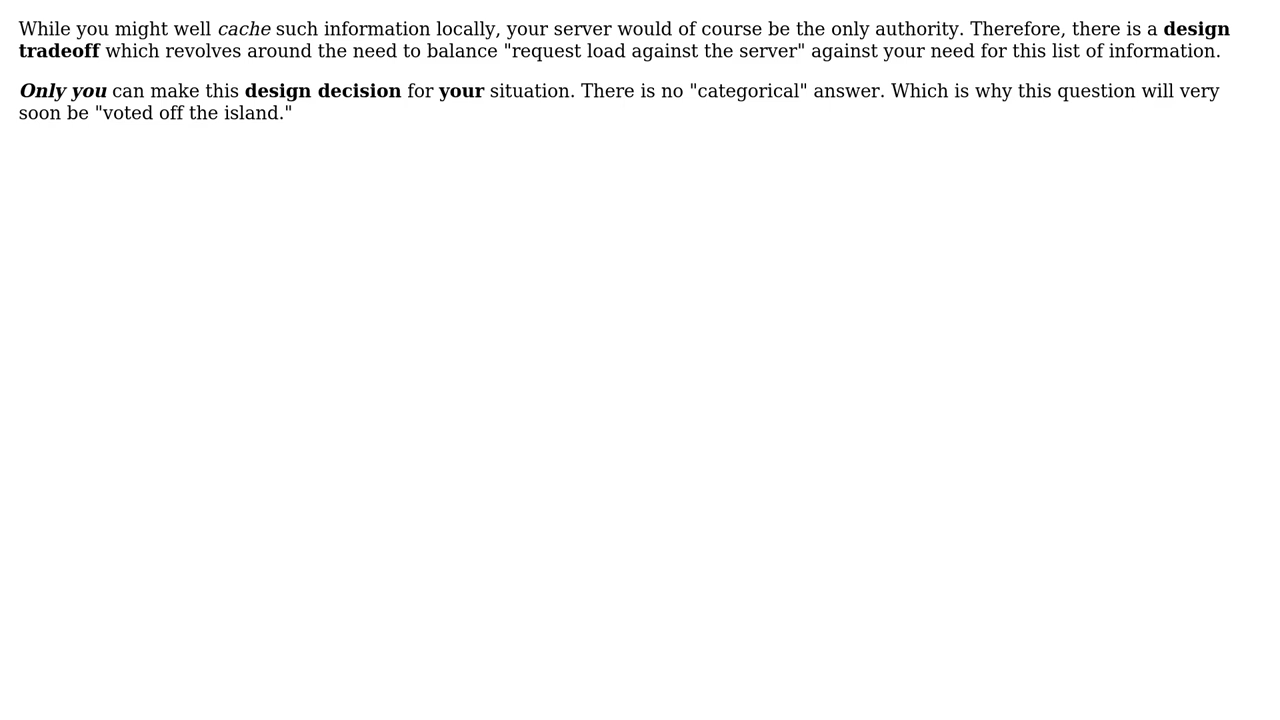 While you might well cache such information locally, your server would of course be the only authority. Therefore, there is a design
tradeoff which revolves around the need to balance "request load against the server" against your need for this list of information.
Only you can make this design decision for your situation. There is no "categorical" answer. Which is why this question will very
soon be "voted off the island."